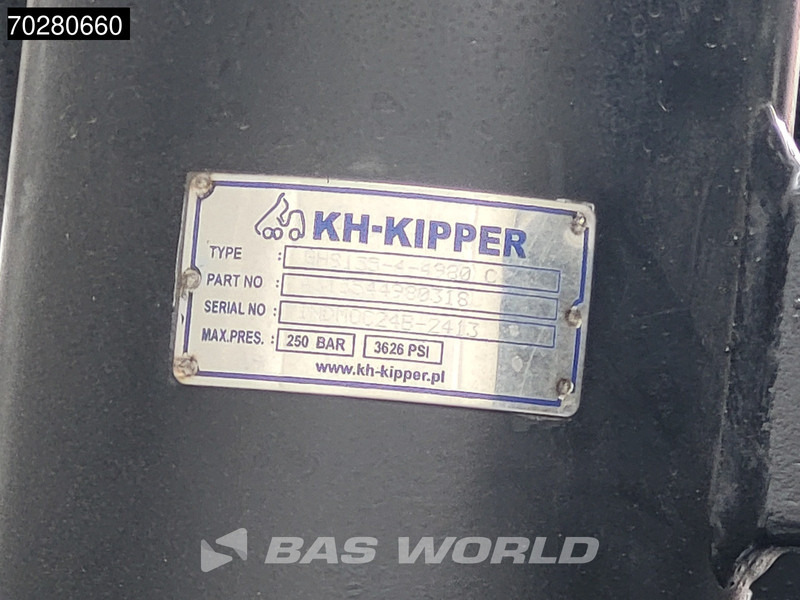 70280660
KH-KIPPER
TYPE :
PART NO :
SERIAL NO :
MAX.PRES. : 250 BAR 3626 PSI
www.kh-kipper.pl
BAS WORLD